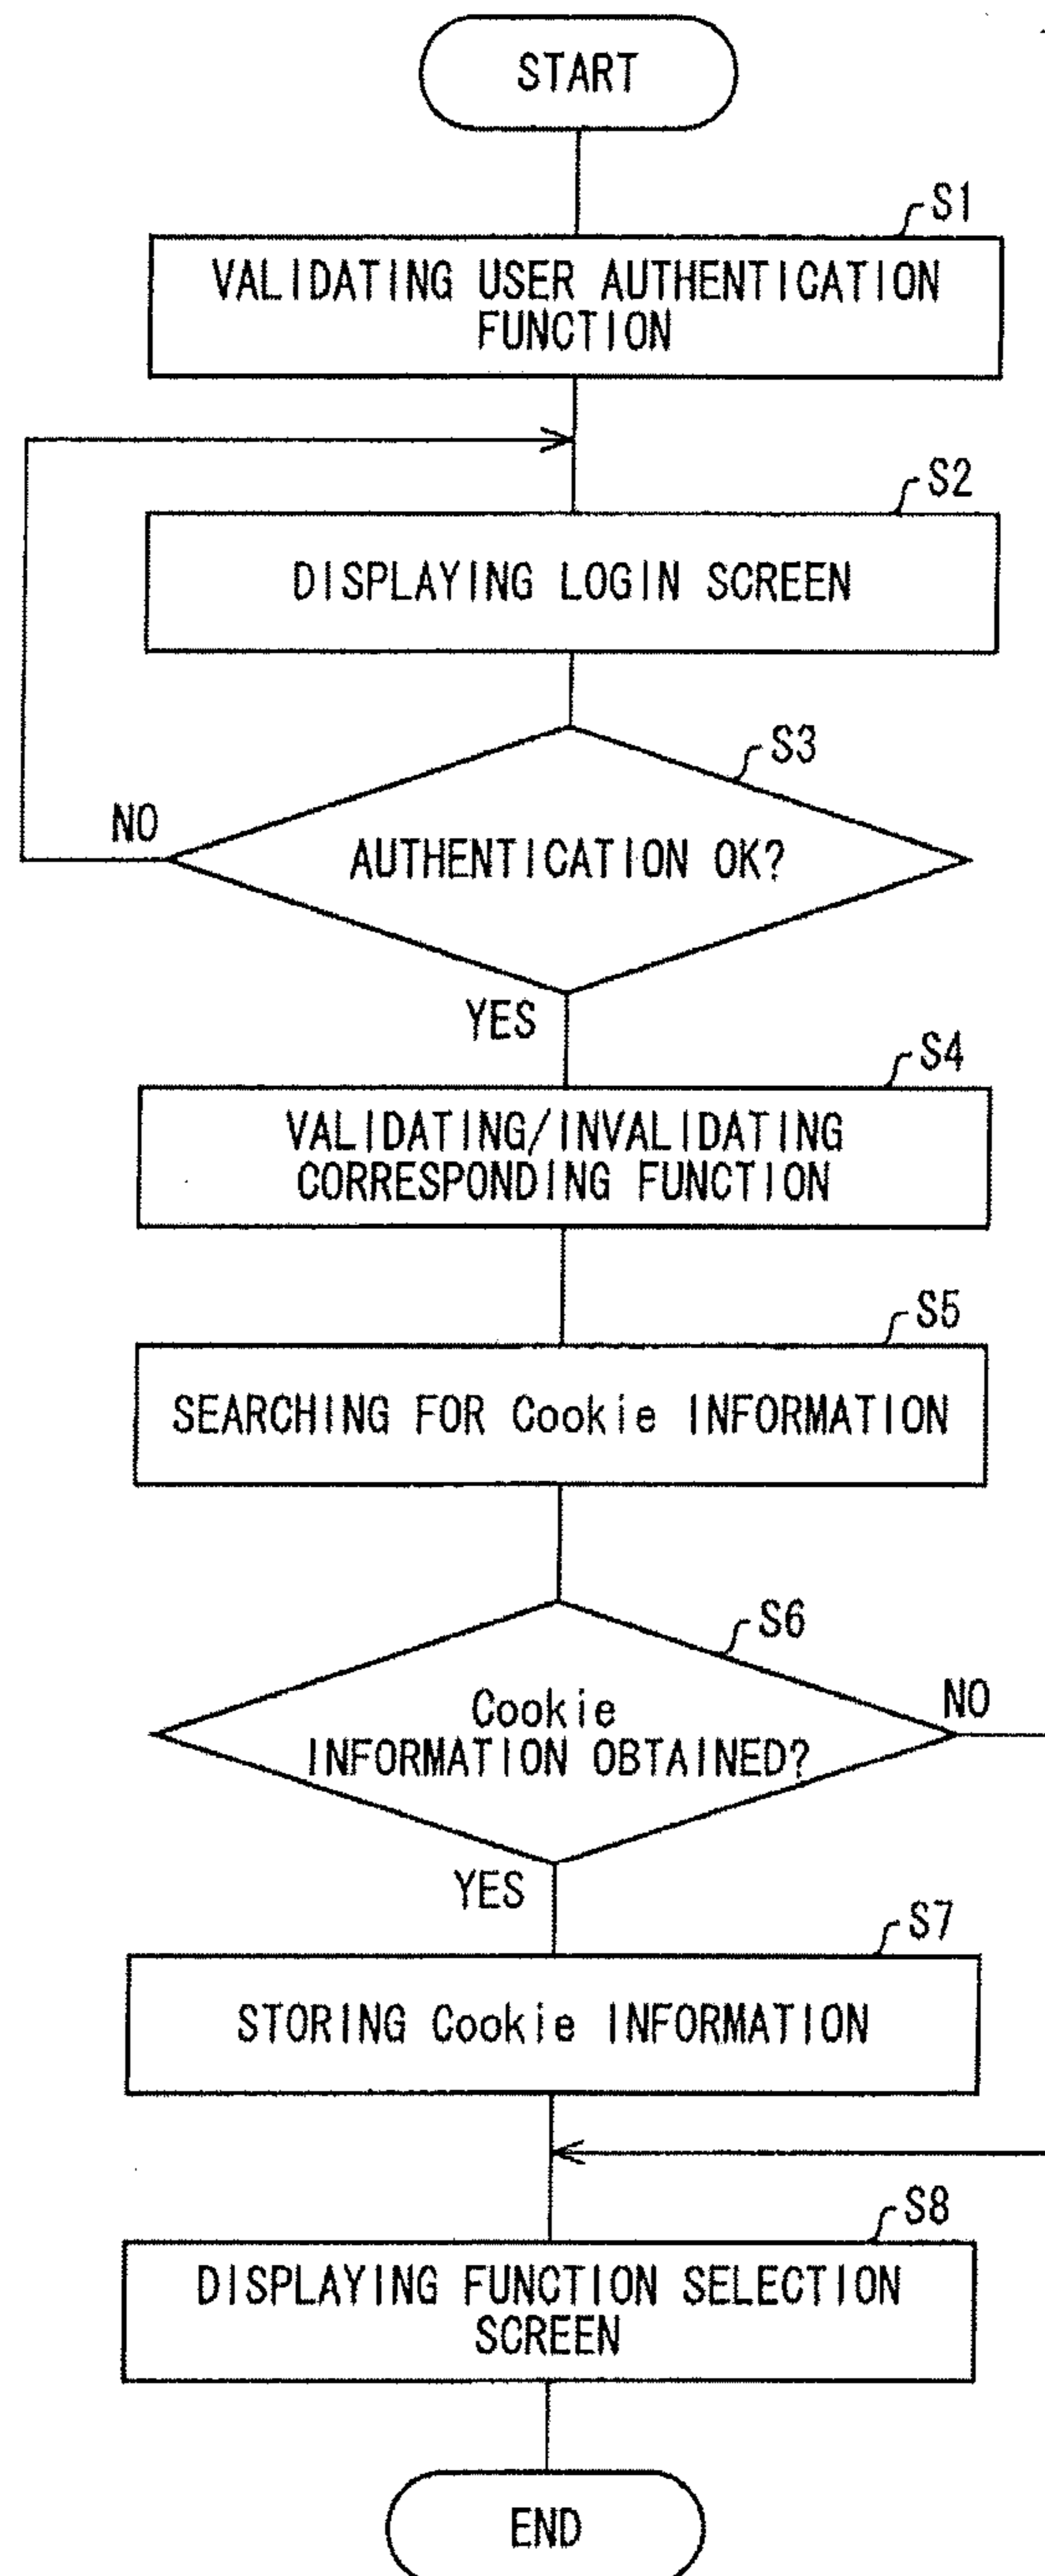 START
S1
VALIDATING USER AUTHENTICATION
FUNCTION
S2
DISPLAYING LOGIN SCREEN
S3
NO
AUTHENTICATION OK?
YES
S4
VALIDATING/INVALIDATING
CORRESPONDING FUNCTION
S5
SEARCHING FOR Cookie INFORMATION
S6
NO
Cookie
INFORMATION OBTAINED?
YES
S7
STORING Cookie INFORMATION
S8
DISPLAYING FUNCTION SELECTION
SCREEN
END